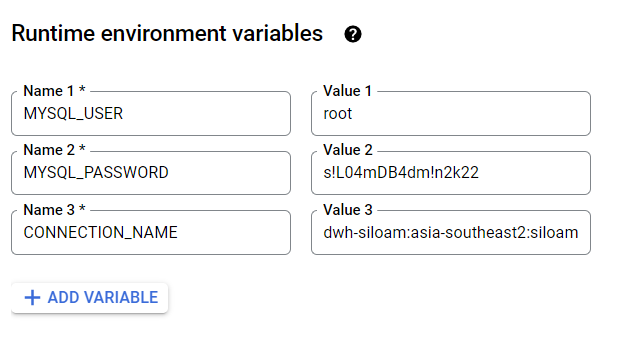 Runtime environment variables ?
Name 1 * Value 1
MYSQL_USER root
Name 2 * Value 2
MYSQL_PASSWORD s!L04mDB4dm!n2k22
Name 3 * Value 3
CONNECTION_NAME dwh-siloam:asia-southeast2:siloam
+ ADD VARIABLE